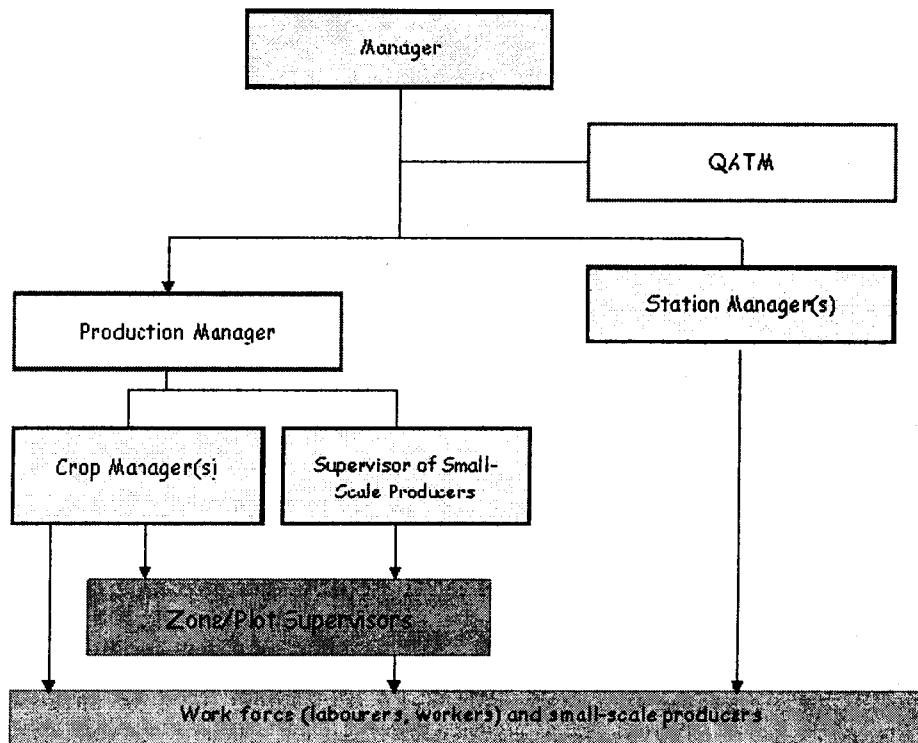 Manager
QATM
Production Manager
Station Manager(s)
Crop Manager(s)
Supervisor of Small-
Scale Producers
Zone/Plot Supervisors
Work force (labourers, workers) and small-scale producers